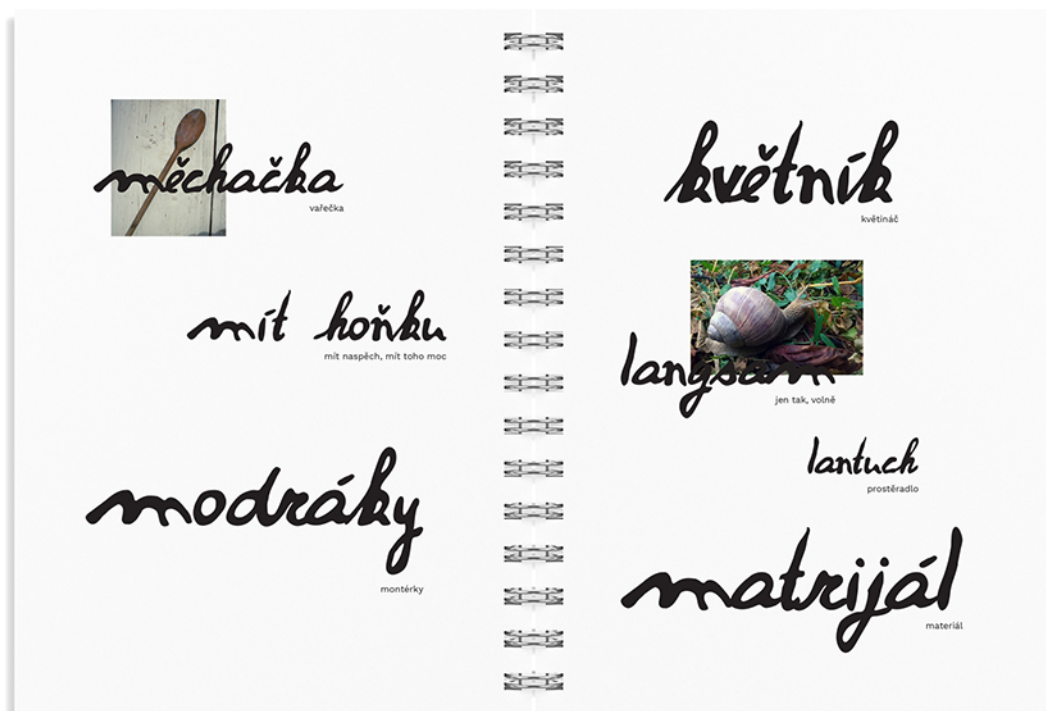 měchačka
vařečka
mít hoňku
mít naspěch, mít toho moc
modráky
montérky
květník
květináč
langsam
jen tak, volně
lantuch
prostěradlo
matrijál
materiál